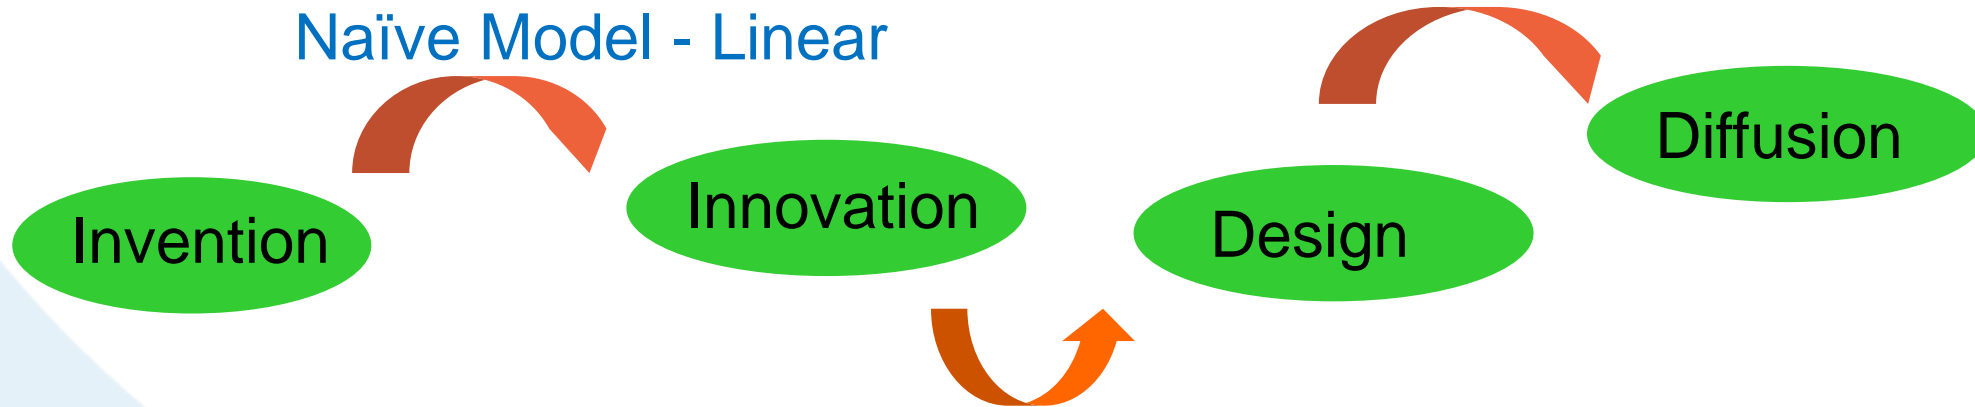 Naïve Model - Linear
Invention
Innovation
Design
Diffusion